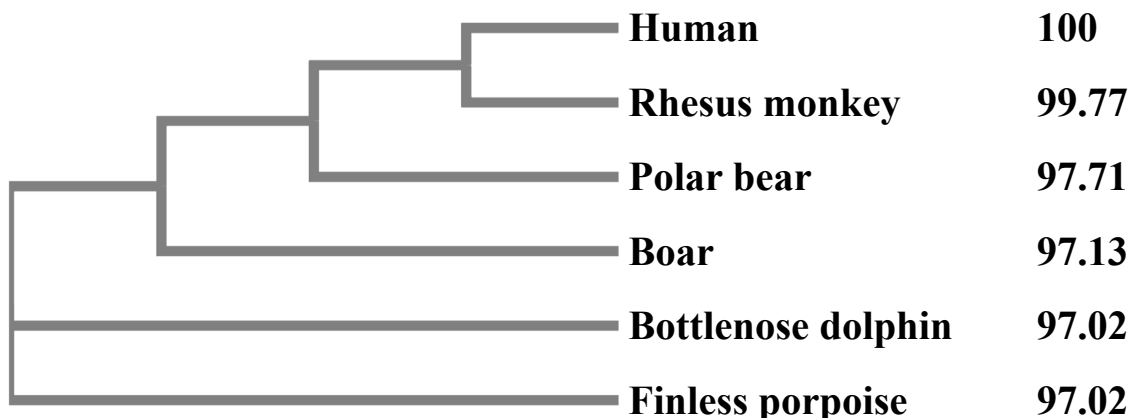 Human 100
Rhesus monkey 99.77
Polar bear 97.71
Boar 97.13
Bottlenose dolphin 97.02
Finless porpoise 97.02